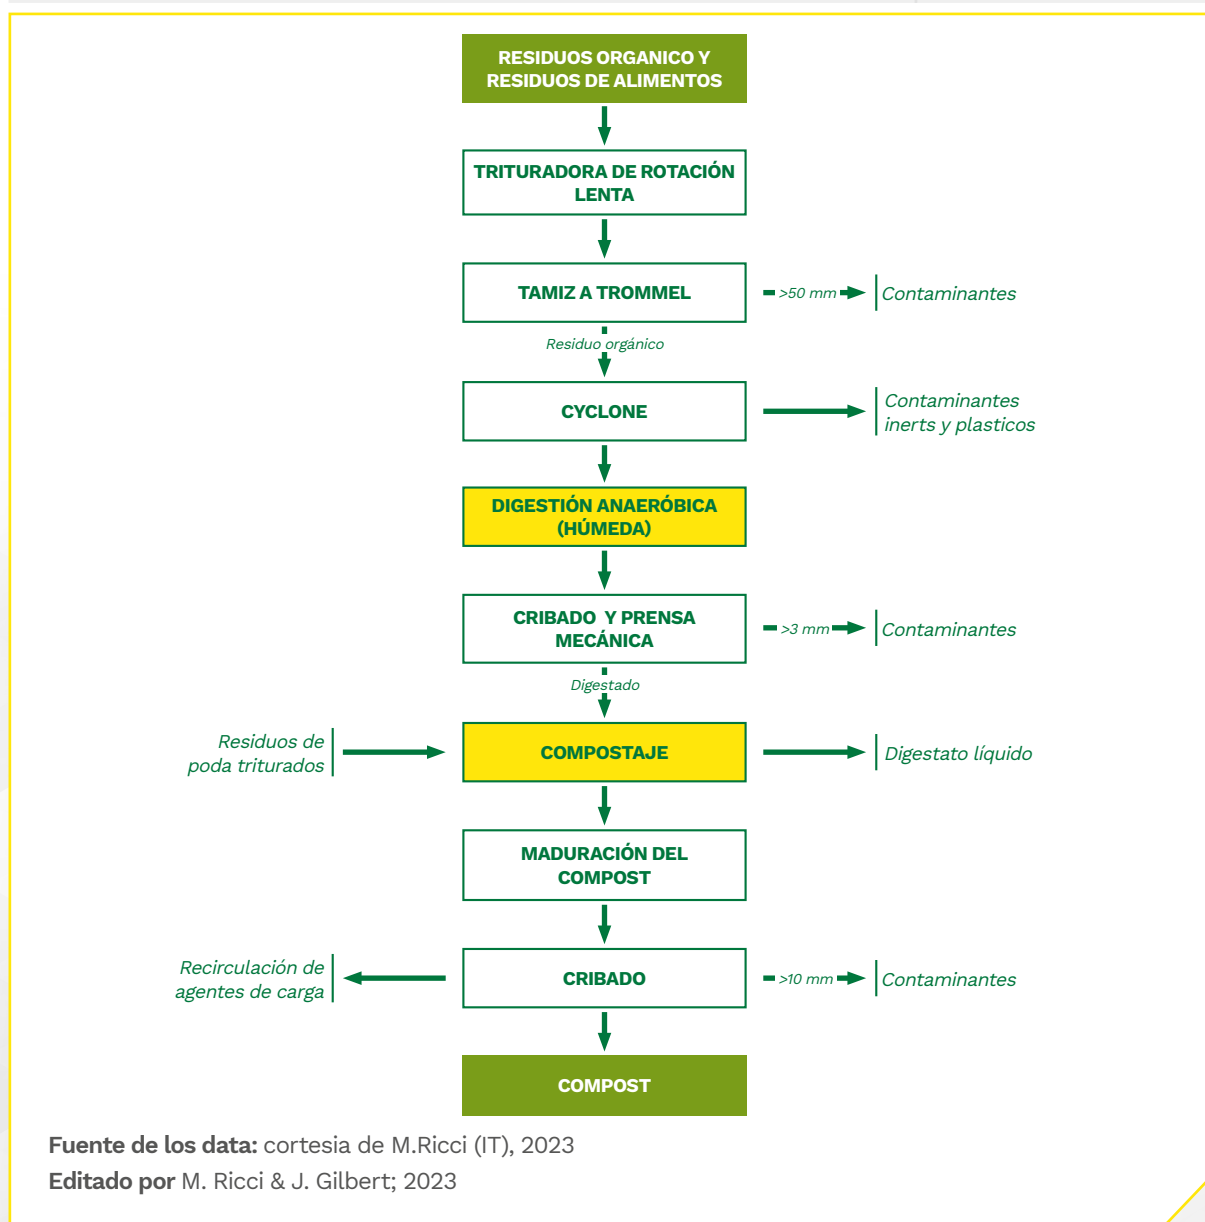 RESIDUOS ORGANICO Y
RESIDUOS DE ALIMENTOS
TRITURADORA DE ROTACIÓN
LENTA
TAMIZ A TROMMEL
>50 mm
Contaminantes
Residuo orgánico
CYCLONE
Contaminantes
inerts y plasticos
DIGESTIÓN ANAERÓBICA
(HÚMEDA)
CRIBADO Y PRENSA
MECÁNICA
>3 mm
Contaminantes
Digestado
Residuos de
poda triturados
COMPOSTAJE
Digestato líquido
MADURACIÓN DEL
COMPOST
Recirculación de
agentes de carga
CRIBADO
>10 mm
Contaminantes
COMPOST
Fuente de los data: cortesia de M.Ricci (IT), 2023
Editado por M. Ricci & J. Gilbert; 2023